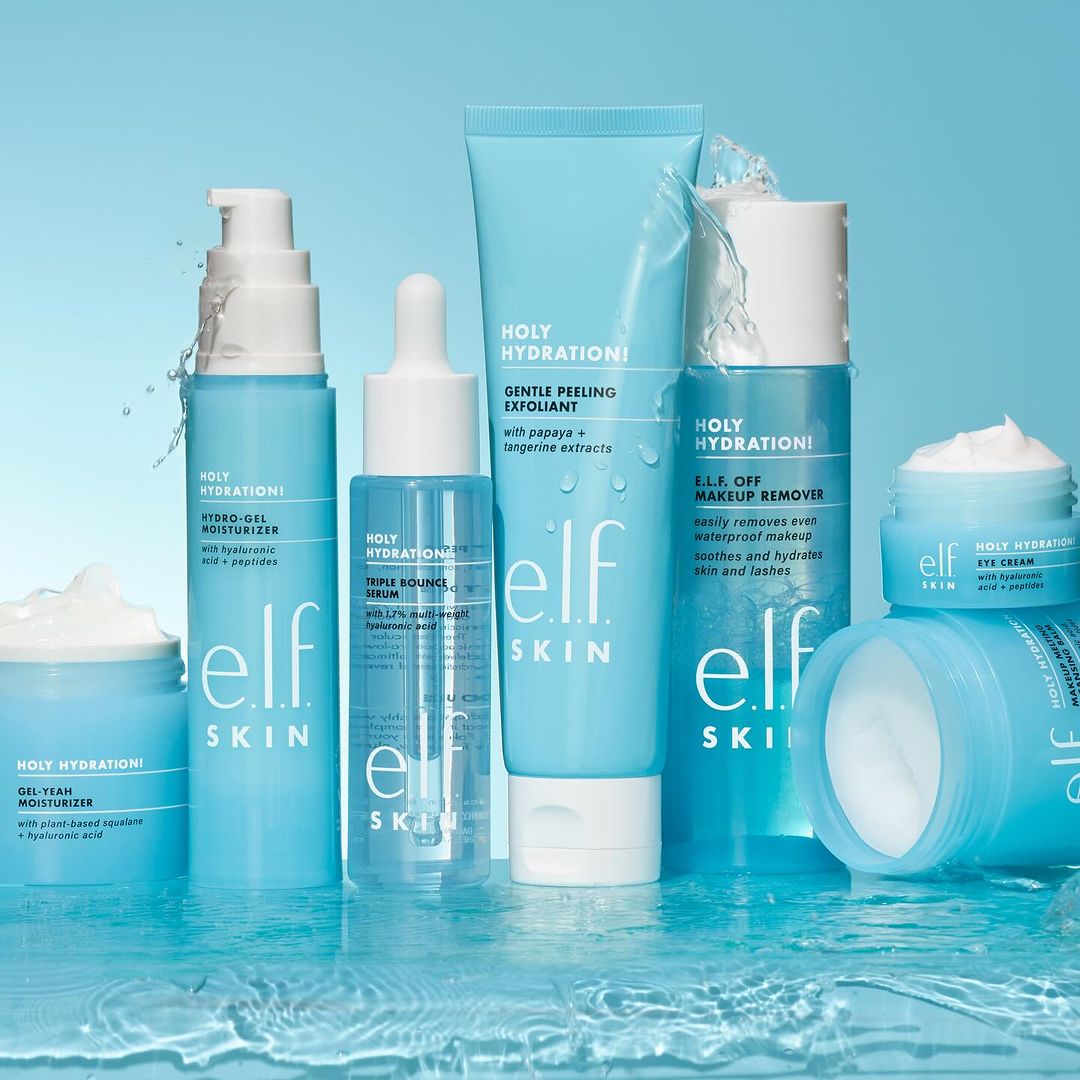 HOLY HYDRATION!
GEL-YEAH
MOISTURIZER
with plant-based squalane
+ hyaluronic acid
HOLY
HYDRATION!
HYDRO-GEL
MOISTURIZER
with hyaluronic
acid + peptides
e.l.f.
SKIN
HOLY
HYDRATION!
TRIPLE BOUNCE
SERUM
with 1.7% multi-weight
hyaluronic acid
e.l.f.
SKIN
HOLY
HYDRATION!
GENTLE PEELING
EXFOLIANT
with papaya +
tangerine extracts
e.l.f.
SKIN
HOLY
HYDRATION!
E.L.F. OFF
MAKEUP REMOVER
easily removes even
waterproof makeup
soothes and hydrates
skin and lashes
e.l.f
SKI
e.l.f.
SKIN
HOLY HYDRATION!
EYE CREAM
with hyaluronic
acid + peptides
HOLY HYDRATION
MAKEUP MELTING
BALM
e.l.f